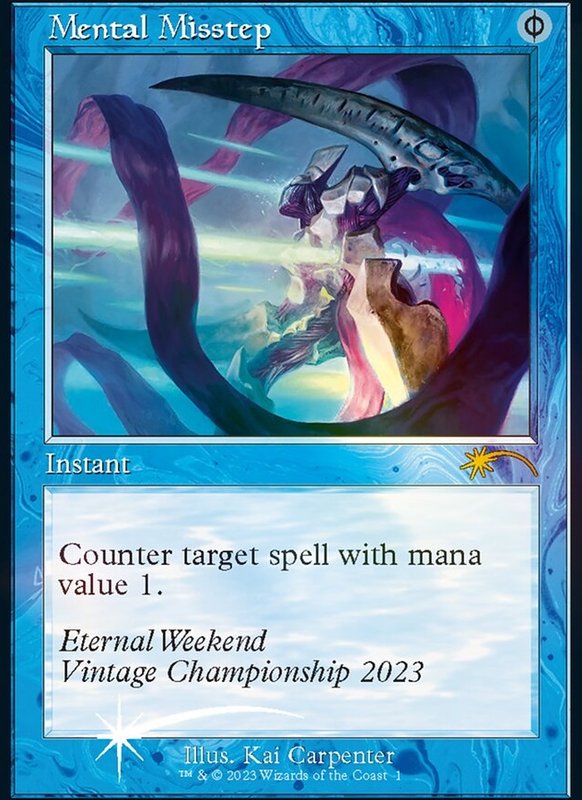 Mental Misstep
Instant
Counter target spell with mana
value 1.
Eternal Weekend
Vintage Championship 2023
Illus. Kai Carpenter
™ & © 2023 Wizards of the Coast 1